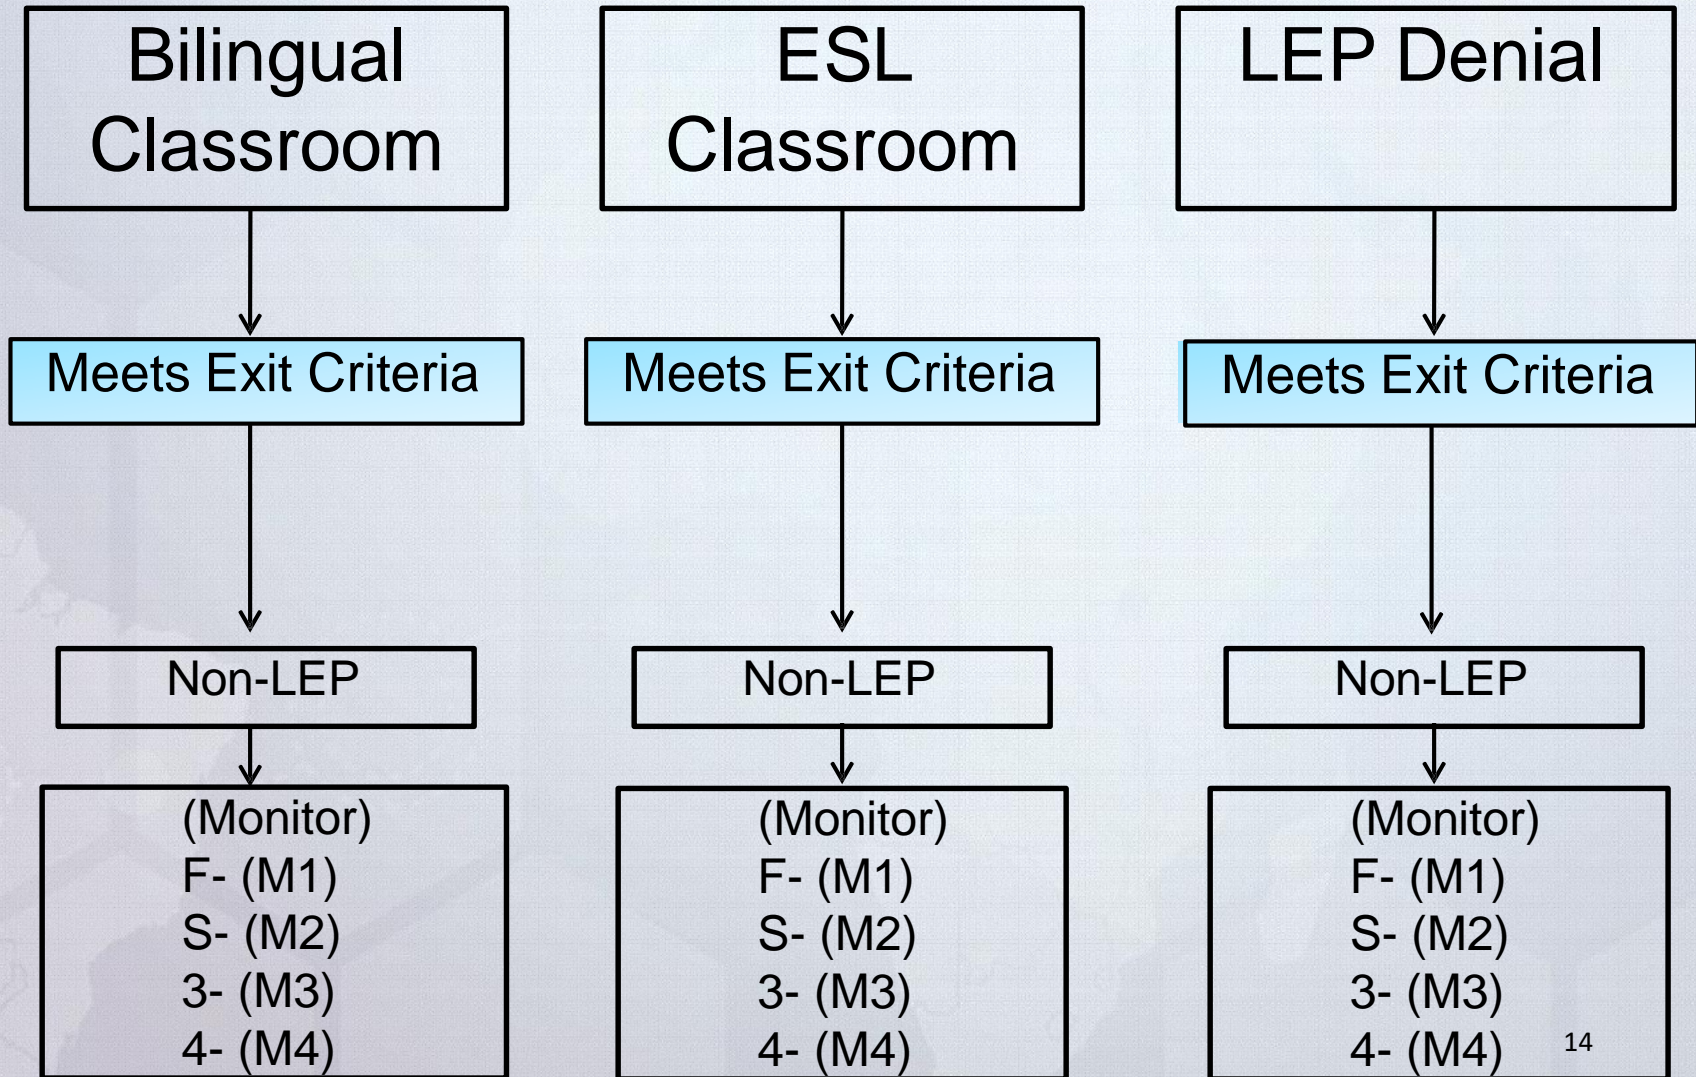 Bilingual
Classroom
ESL
Classroom
LEP Denial
Meets Exit Criteria
Meets Exit Criteria
Meets Exit Criteria
Non-LEP
Non-LEP
Non-LEP
(Monitor)
F- (M1)
S- (M2)
3- (M3)
4- (M4)
(Monitor)
F- (M1)
S- (M2)
3- (M3)
4- (M4)
(Monitor)
F- (M1)
S- (M2)
3- (M3)
4- (M4)
14